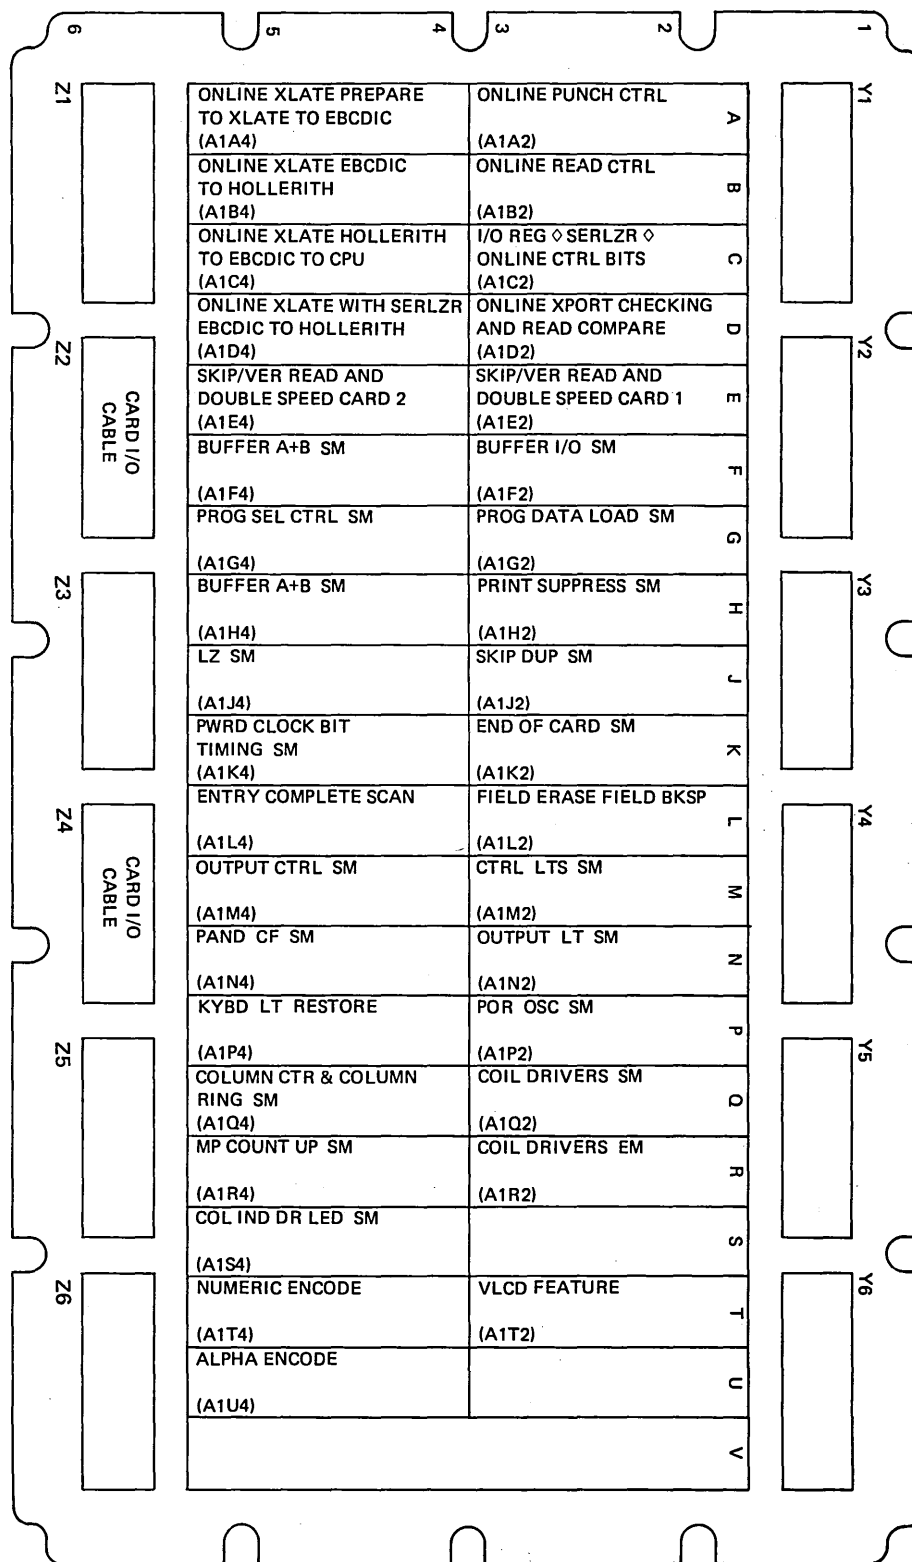 6
5
4
3
2
1
Z1
Z2
CARD I/O
CABLE
Z3
Z4
CARD I/O
CABLE
Z5
Z6
ONLINE XLATE PREPARE
TO XLATE TO EBCDIC
(A1A4)
ONLINE PUNCH CTRL
(A1A2)
A
ONLINE XLATE EBCDIC
TO HOLLERITH
(A1B4)
ONLINE READ CTRL
(A1B2)
B
ONLINE XLATE HOLLERITH
TO EBCDIC TO CPU
(A1C4)
I/O REG ◊ SERLZR ◊
ONLINE CTRL BITS
(A1C2)
C
ONLINE XLATE WITH SERLZR
EBCDIC TO HOLLERITH
(A1D4)
ONLINE XPORT CHECKING
AND READ COMPARE
(A1D2)
D
SKIP/VER READ AND
DOUBLE SPEED CARD 2
(A1E4)
SKIP/VER READ AND
DOUBLE SPEED CARD 1
(A1E2)
E
BUFFER A+B SM
(A1F4)
BUFFER I/O SM
(A1F2)
F
PROG SEL CTRL SM
(A1G4)
PROG DATA LOAD SM
(A1G2)
G
BUFFER A+B SM
(A1H4)
PRINT SUPPRESS SM
(A1H2)
H
LZ SM
(A1J4)
SKIP DUP SM
(A1J2)
J
PWRD CLOCK BIT
TIMING SM
(A1K4)
END OF CARD SM
(A1K2)
K
ENTRY COMPLETE SCAN
(A1L4)
FIELD ERASE FIELD BKSP
(A1L2)
L
OUTPUT CTRL SM
(A1M4)
CTRL LTS SM
(A1M2)
M
PAND CF SM
(A1N4)
OUTPUT LT SM
(A1N2)
N
KYBD LT RESTORE
(A1P4)
POR OSC SM
(A1P2)
P
COLUMN CTR & COLUMN
RING SM
(A1Q4)
COIL DRIVERS SM
(A1Q2)
Q
MP COUNT UP SM
(A1R4)
COIL DRIVERS EM
(A1R2)
R
COL IND DR LED SM
(A1S4)
S
NUMERIC ENCODE
(A1T4)
VLCD FEATURE
(A1T2)
T
ALPHA ENCODE
(A1U4)
U
V
Y1
Y2
Y3
Y4
Y5
Y6